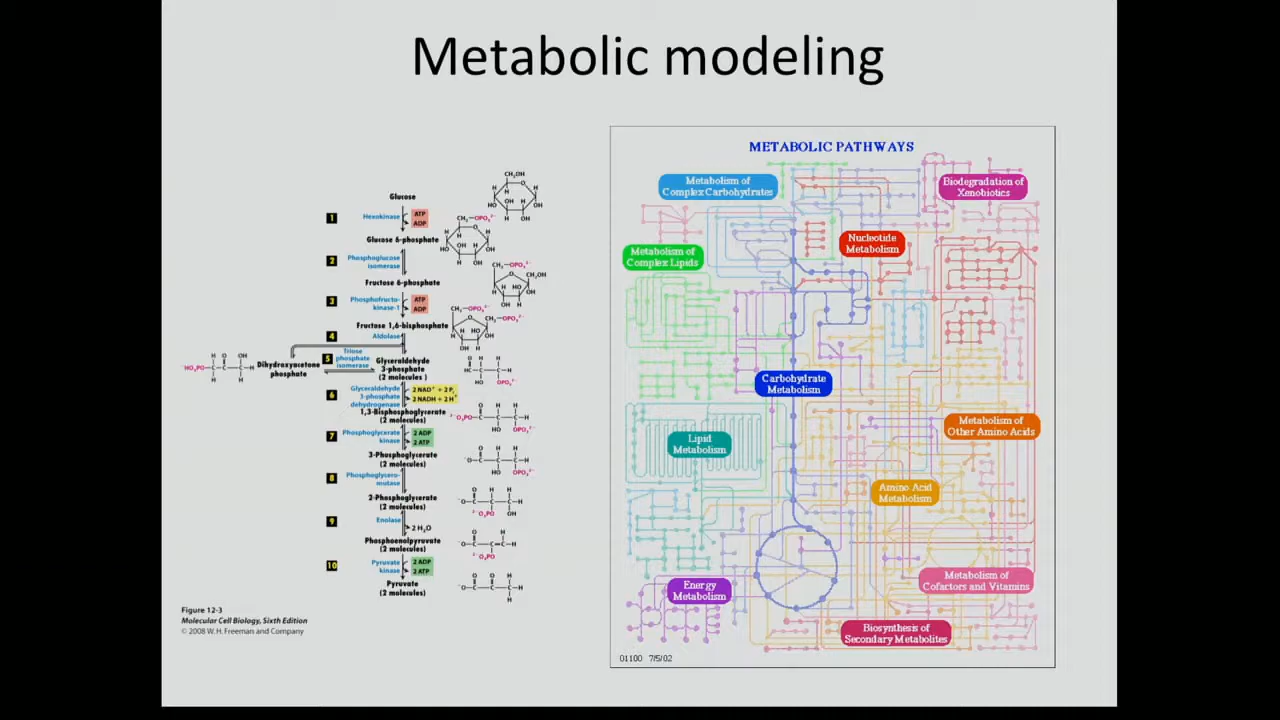 Metabolic modeling
Glucose
1
Hexokinase
ATP
ADP
Glucose 6-phosphate
2
Phosphoglucose
isomerase
Fructose 6-phosphate
3
Phosphofructo-
kinase-1
ATP
ADP
Fructose 1,6-bisphosphate
4
Aldolase
5
Triose
phosphate
isomerase
Dihydroxyacetone
phosphate
Glyceraldehyde
3-phosphate
(2 molecules)
6
Glyceraldehyde
3-phosphate
dehydrogenase
2 NAD⁺ + 2 Pᵢ
2 NADH + 2 H⁺
1,3-Bisphosphoglycerate
(2 molecules)
7
Phosphoglycerate
kinase
2 ADP
2 ATP
3-Phosphoglycerate
(2 molecules)
8
Phosphoglycero-
mutase
2-Phosphoglycerate
(2 molecules)
9
Enolase
2 H₂O
Phosphoenolpyruvate
(2 molecules)
10
Pyruvate
kinase
2 ADP
2 ATP
Pyruvate
(2 molecules)
Figure 12-3
Molecular Cell Biology, Sixth Edition
© 2008 W. H. Freeman and Company
METABOLIC PATHWAYS
Metabolism of
Complex Carbohydrates
Biodegradation of
Xenobiotics
Nucleotide
Metabolism
Metabolism of
Complex Lipids
Carbohydrate
Metabolism
Metabolism of
Other Amino Acids
Lipid
Metabolism
Amino Acid
Metabolism
Energy
Metabolism
Metabolism of
Cofactors and Vitamins
Biosynthesis of
Secondary Metabolites
01100 7/5/02